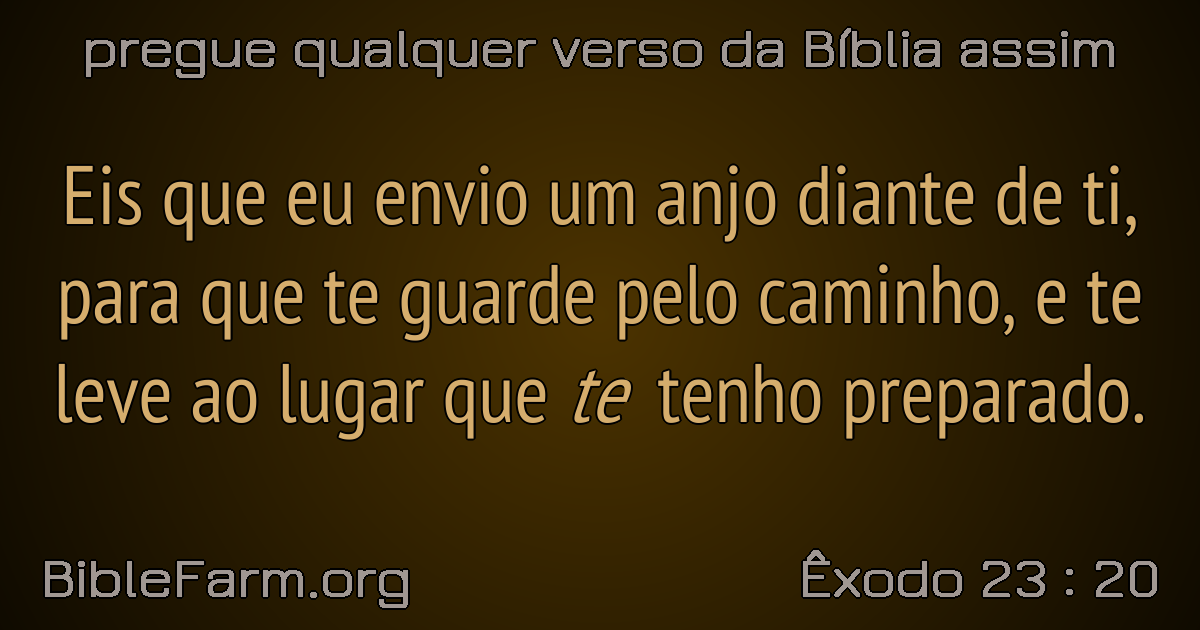 pregue qualquer verso da Bíblia assim
Eis que eu envio um anjo diante de ti,
para que te guarde pelo caminho, e te
leve ao lugar que te tenho preparado.
BibleFarm.org
Êxodo 23 : 20